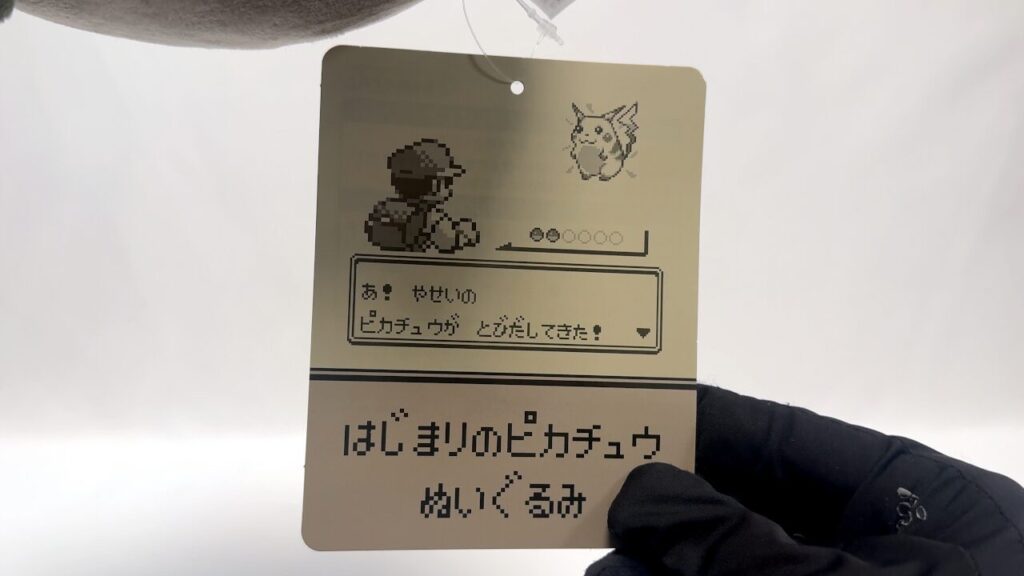 あ！ やせいの
ピカチュウが とびだしてきた！
はじまりのピカチュウ
ぬいぐるみ